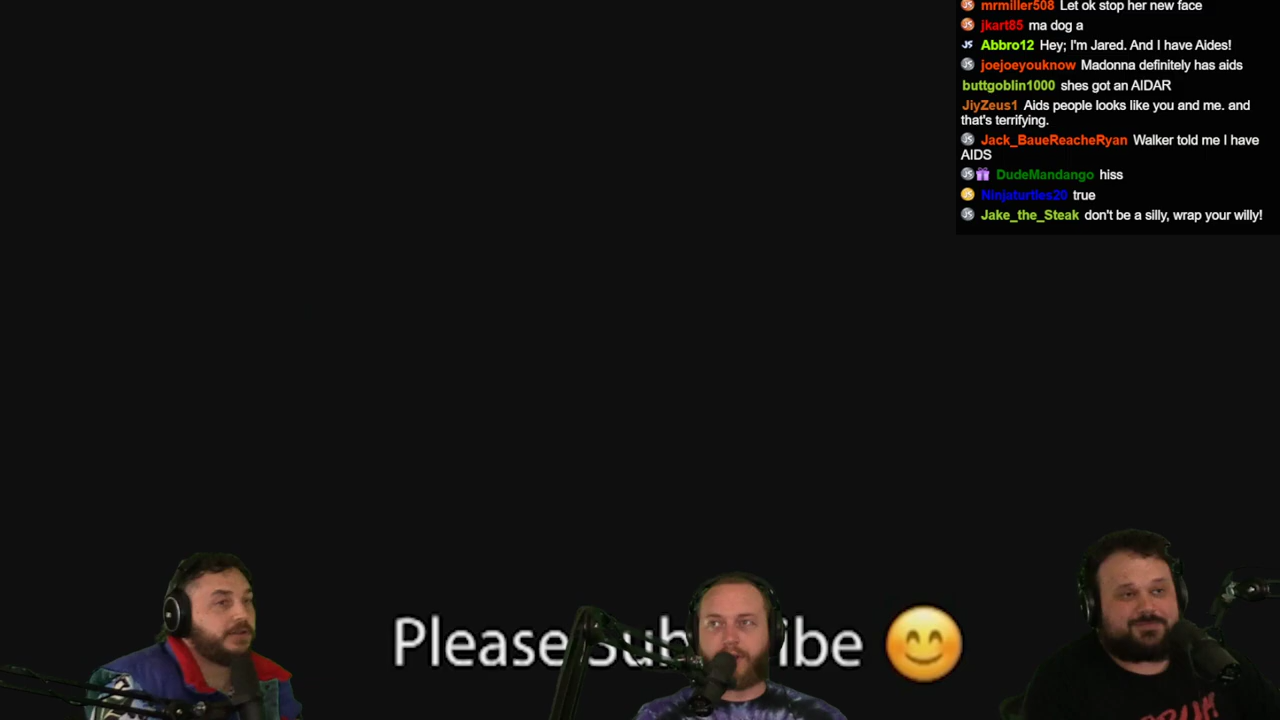 mrmiller508 Let ok stop her new face
jkart85 ma dog a
Abbro12 Hey; I'm Jared. And I have Aides!
joejoeyouknow Madonna definitely has aids
buttgoblin1000 shes got an AIDAR
JiyZeus1 Aids people looks like you and me. and
that's terrifying.
Jack_BaueReacheRyan Walker told me I have
AIDS
DudeMandango hiss
Ninjaturtles20 true
Jake_the_Steak don't be a silly, wrap your willy!
Please Sub ibe 😊